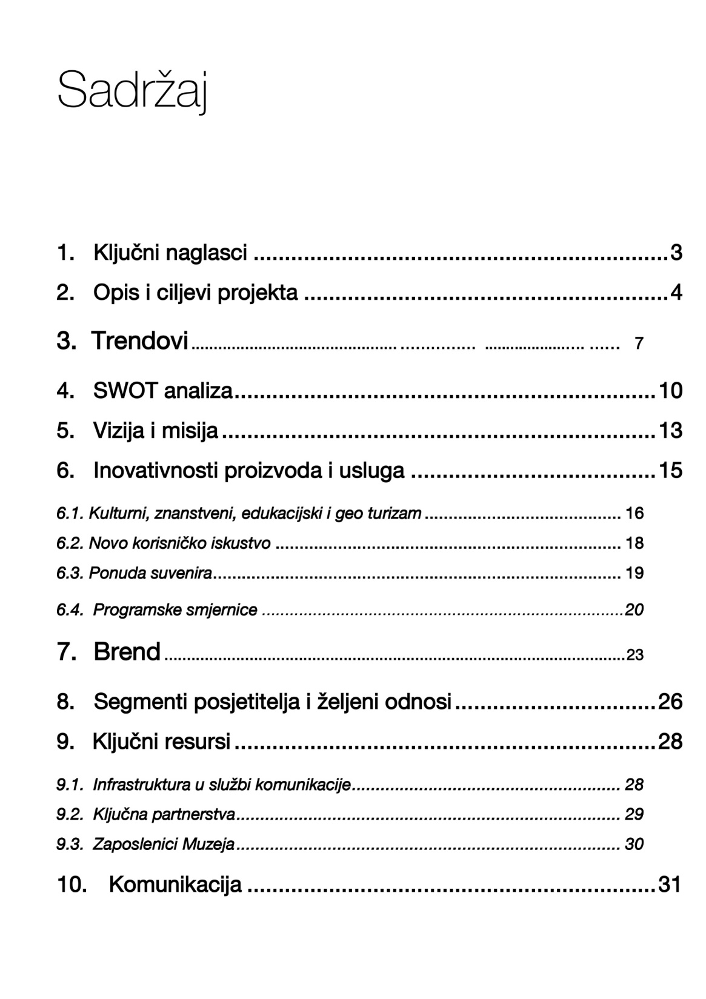 Sadržaj
1. Ključni naglasci ..................................................................3
2. Opis i ciljevi projekta ..........................................................4
3. Trendovi............................................... ............... ....................…. …… 7
4. SWOT analiza...................................................................10
5. Vizija i misija .....................................................................13
6. Inovativnosti proizvoda i usluga .......................................15
6.1. Kulturni, znanstveni, edukacijski i geo turizam ......................................... 16
6.2. Novo korisničko iskustvo ........................................................................ 18
6.3. Ponuda suvenira..................................................................................... 19
6.4. Programske smjernice ............................................................................20
7. Brend ........................................................................................................23
8. Segmenti posjetitelja i željeni odnosi ................................26
9. Ključni resursi ...................................................................28
9.1. Infrastruktura u službi komunikacije........................................................ 28
9.2. Ključna partnerstva................................................................................ 29
9.3. Zaposlenici Muzeja................................................................................ 30
10. Komunikacija .................................................................31